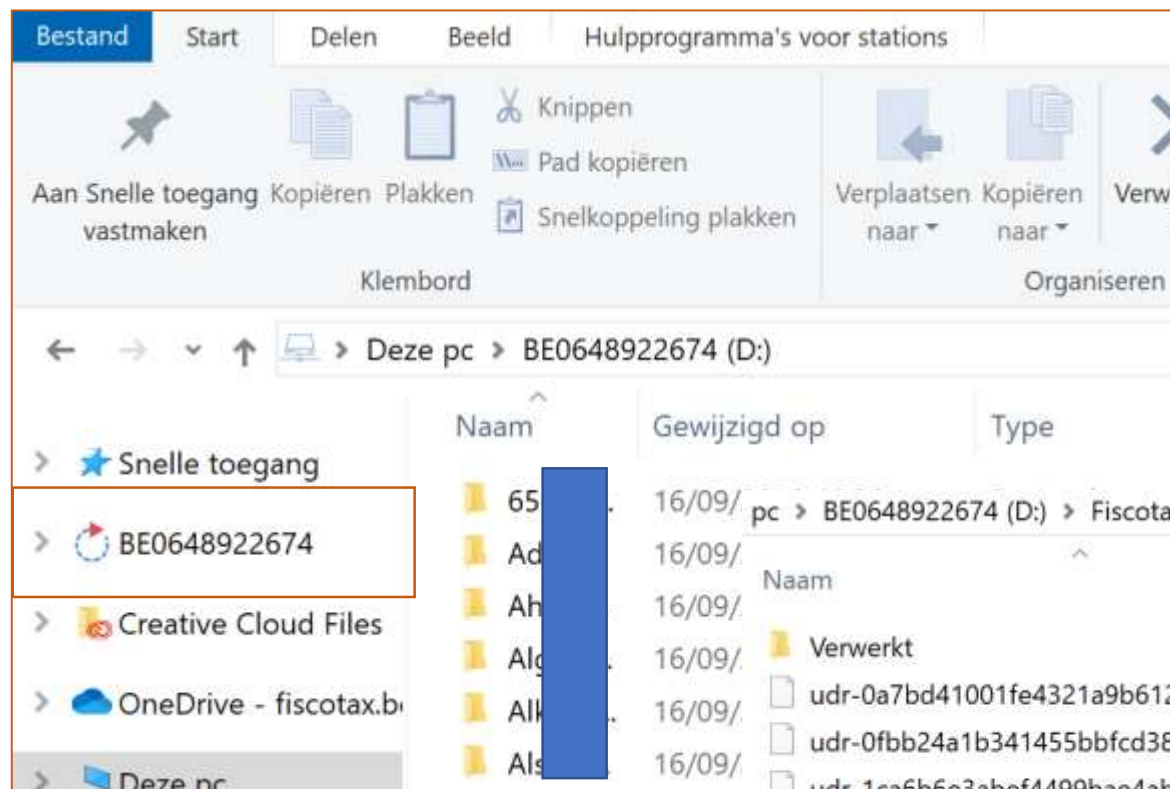 Bestand Start Delen Beeld Hulpprogramma's voor stations
Knippen
Pad kopiëren
Snelkoppeling plakken
Aan Snelle toegang vastmaken
Kopiëren
Plakken
Verplaatsen naar
Kopiëren naar
Verw
Klembord
Organiseren
Deze pc > BE0648922674 (D:)
Naam Gewijzigd op Type
Snelle toegang
BE0648922674
Creative Cloud Files
OneDrive - fiscotax.b
Deze pc
65 . 16/09/
Ad 16/09/
Ah 16/09/
Alg . 16/09/
Alk . 16/09/
Als 16/09/
pc > BE0648922674 (D:) > Fiscota
Naam
Verwerkt
udr-0a7bd41001fe4321a9b612
udr-0fbb24a1b341455bbfcd38